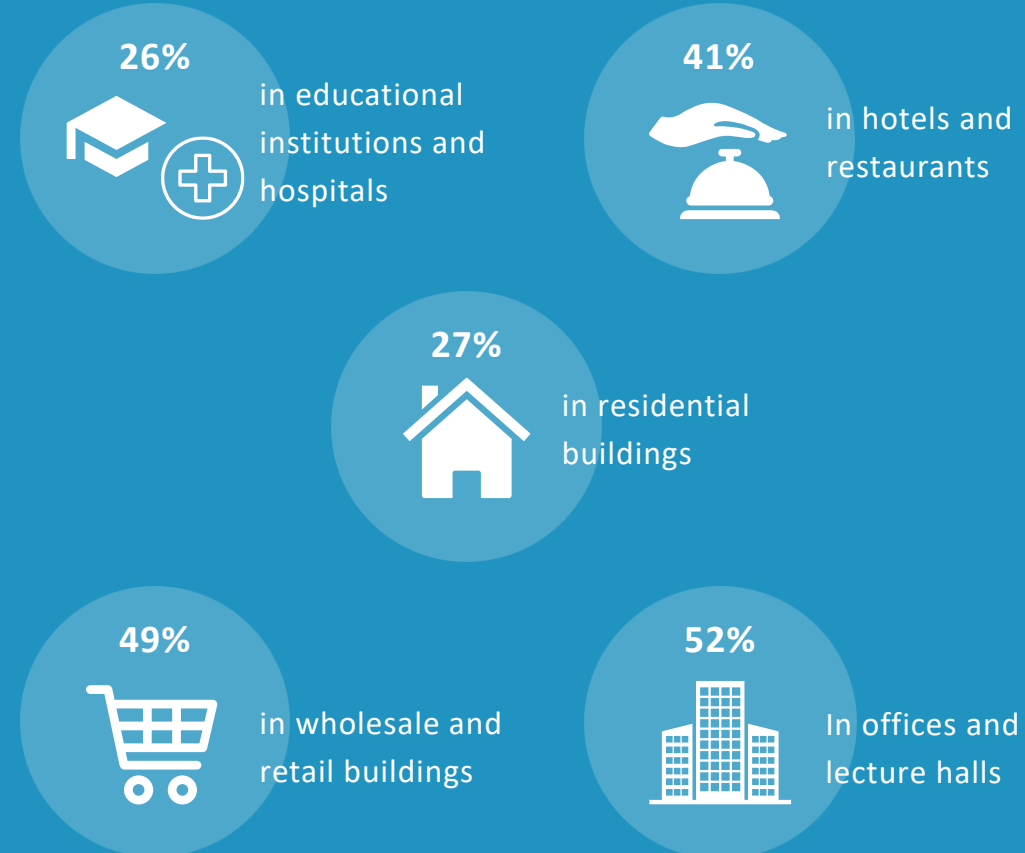 26%
in educational
institutions and
hospitals
41%
in hotels and
restaurants
27%
in residential
buildings
49%
in wholesale and
retail buildings
52%
In offices and
lecture halls